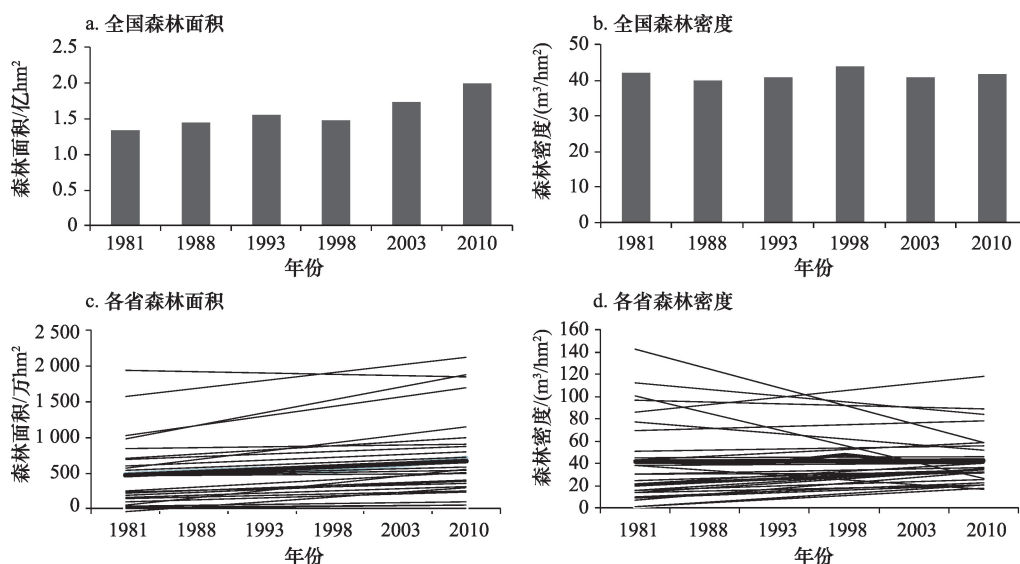 a. 全国森林面积
森林面积/亿hm²
2.5
2.0
1.5
1.0
0.5
0
1981 1988 1993 1998 2003 2010
年份
b. 全国森林密度
森林密度/(m³/hm²)
50
40
30
20
10
0
1981 1988 1993 1998 2003 2010
年份
c. 各省森林面积
森林面积/万hm²
2 500
2 000
1 500
1 000
500
0
1981 1988 1993 1998 2003 2010
年份
d. 各省森林密度
森林密度/(m³/hm²)
160
140
120
100
80
60
40
20
0
1981 1988 1993 1998 2003 2010
年份